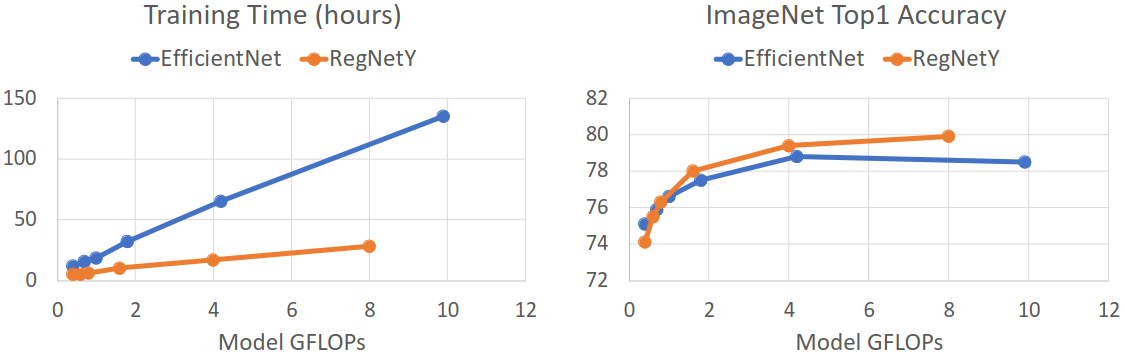 Training Time (hours)
EfficientNet RegNetY
150
100
50
0
0 2 4 6 8 10 12
Model GFLOPs
ImageNet Top1 Accuracy
EfficientNet RegNetY
82
80
78
76
74
72
0 2 4 6 8 10 12
Model GFLOPs